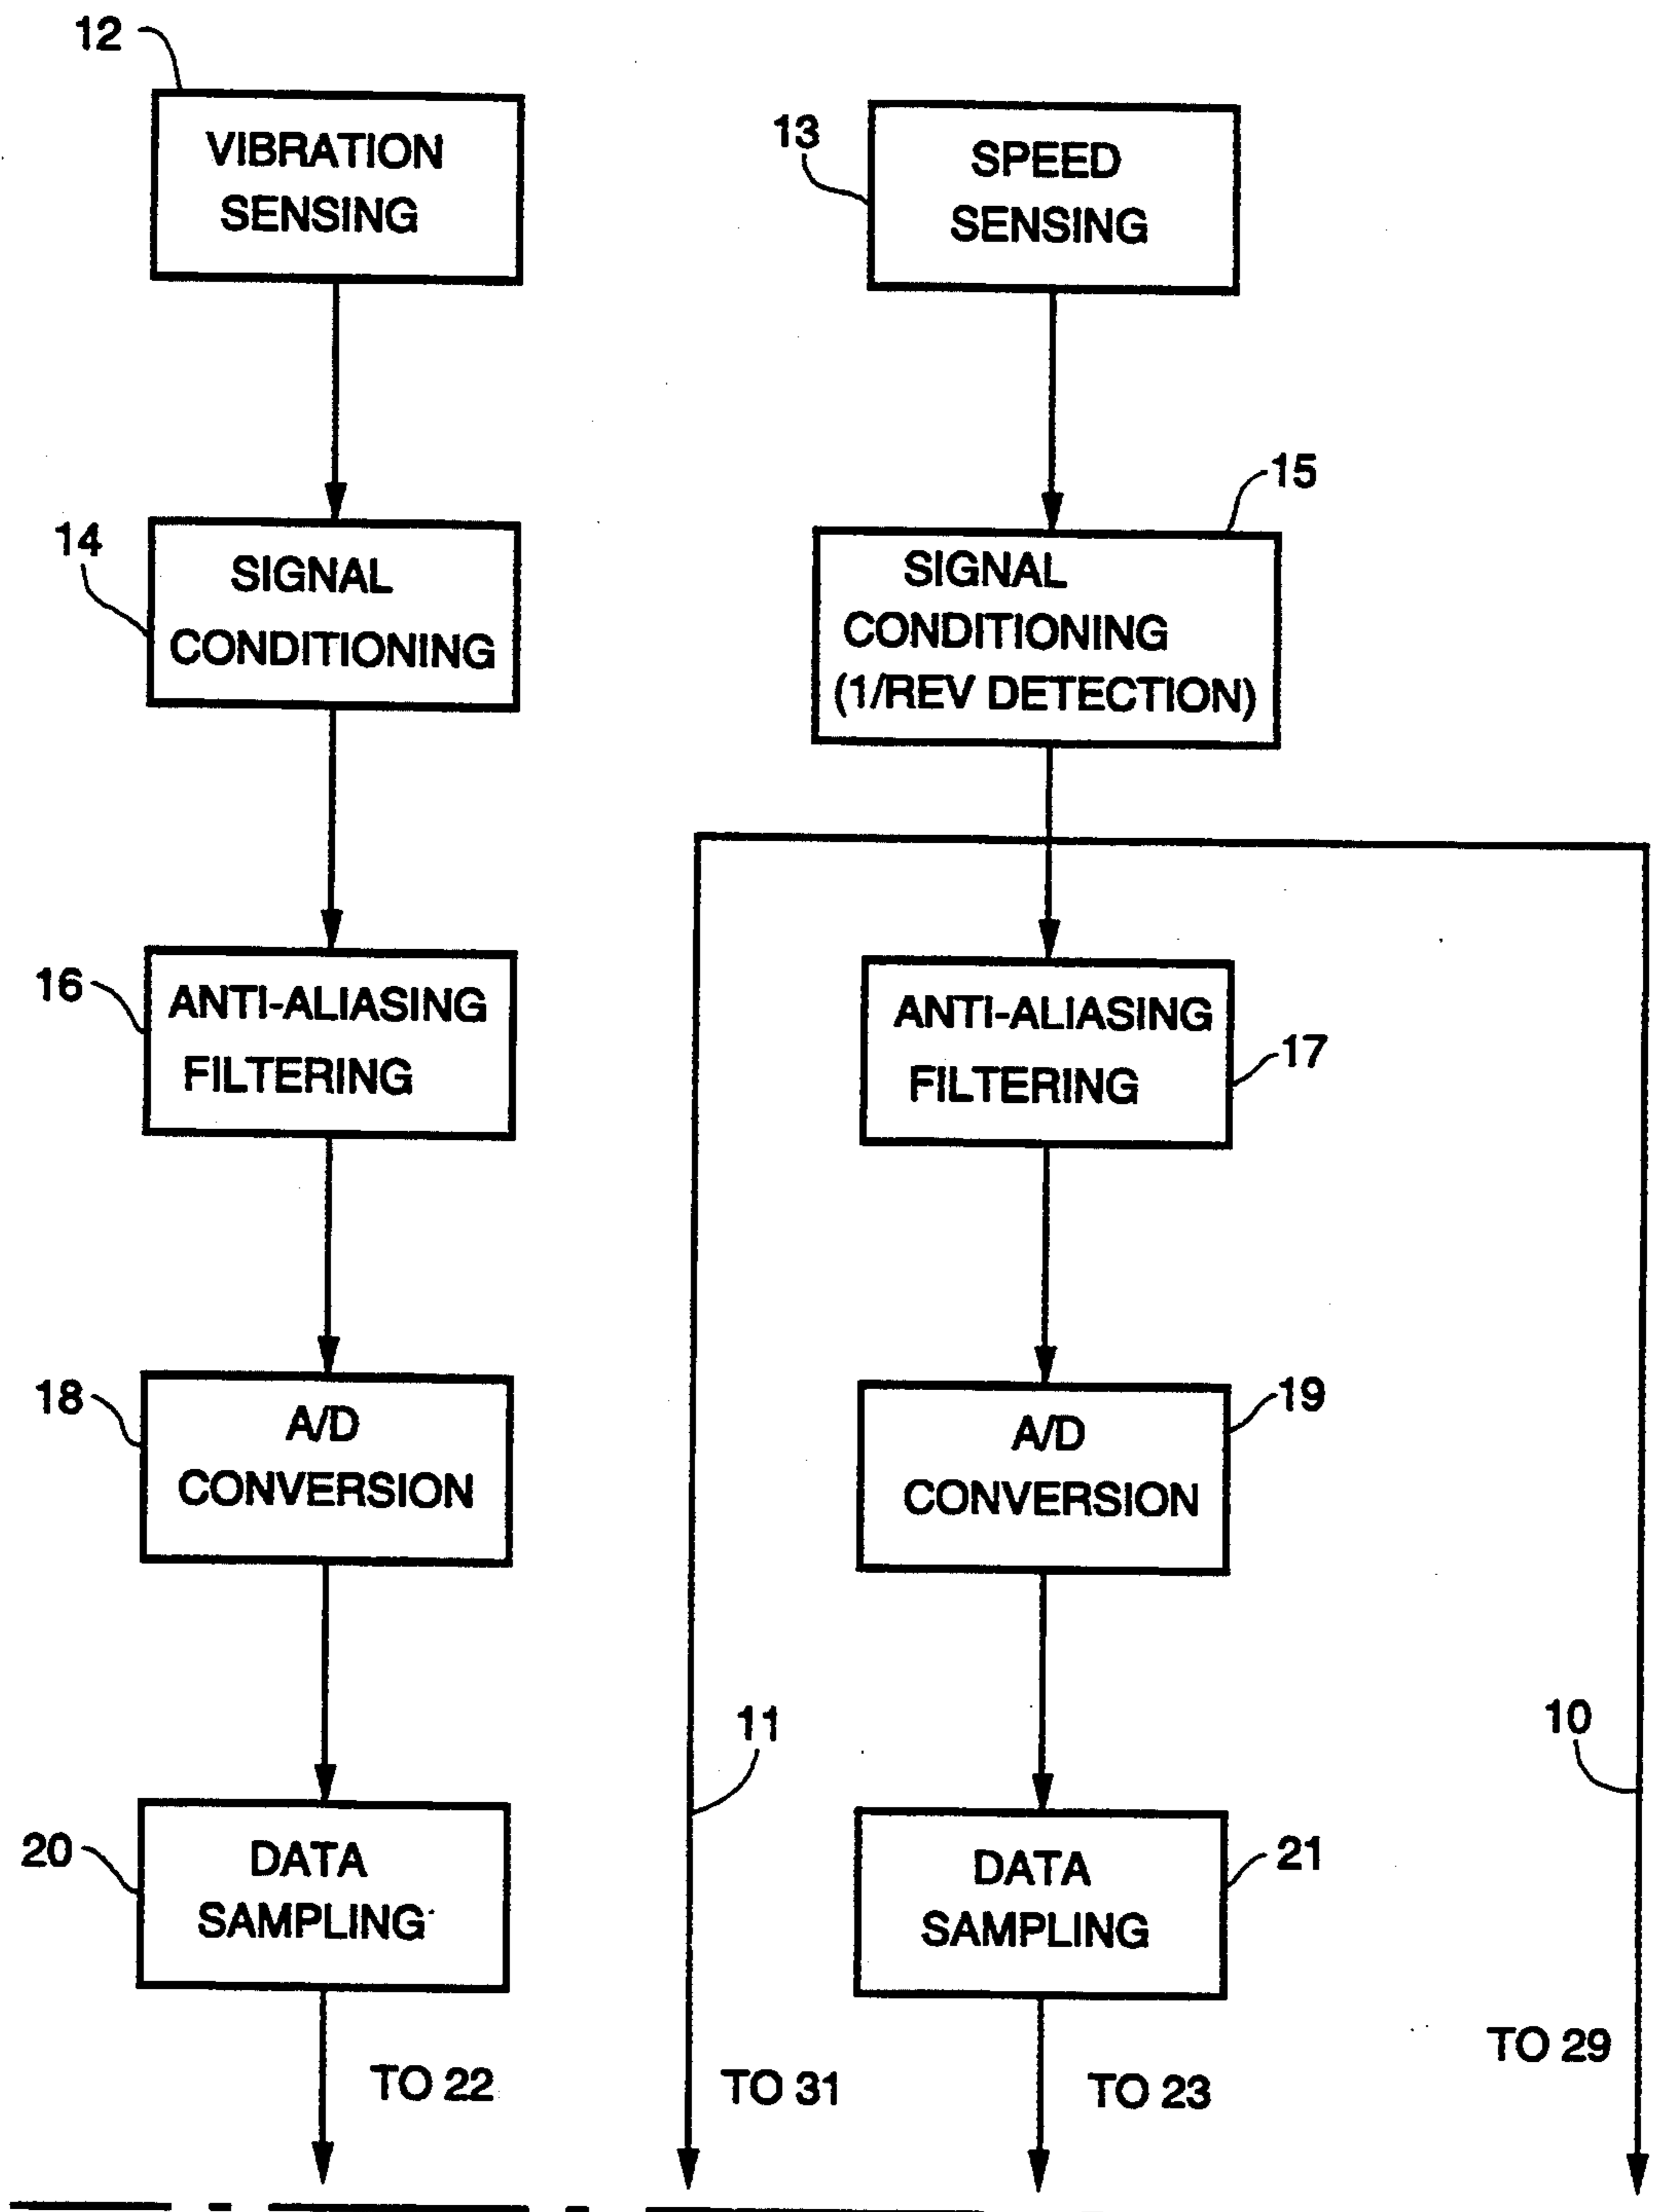 12
VIBRATION
SENSING
13
SPEED
SENSING
14
SIGNAL
CONDITIONING
15
SIGNAL
CONDITIONING
(1/REV DETECTION)
16
ANTI-ALIASING
FILTERING
ANTI-ALIASING
FILTERING
17
18
A/D
CONVERSION
A/D
CONVERSION
19
11
10
20
DATA
SAMPLING
DATA
SAMPLING
21
TO 22
TO 31
TO 23
TO 29